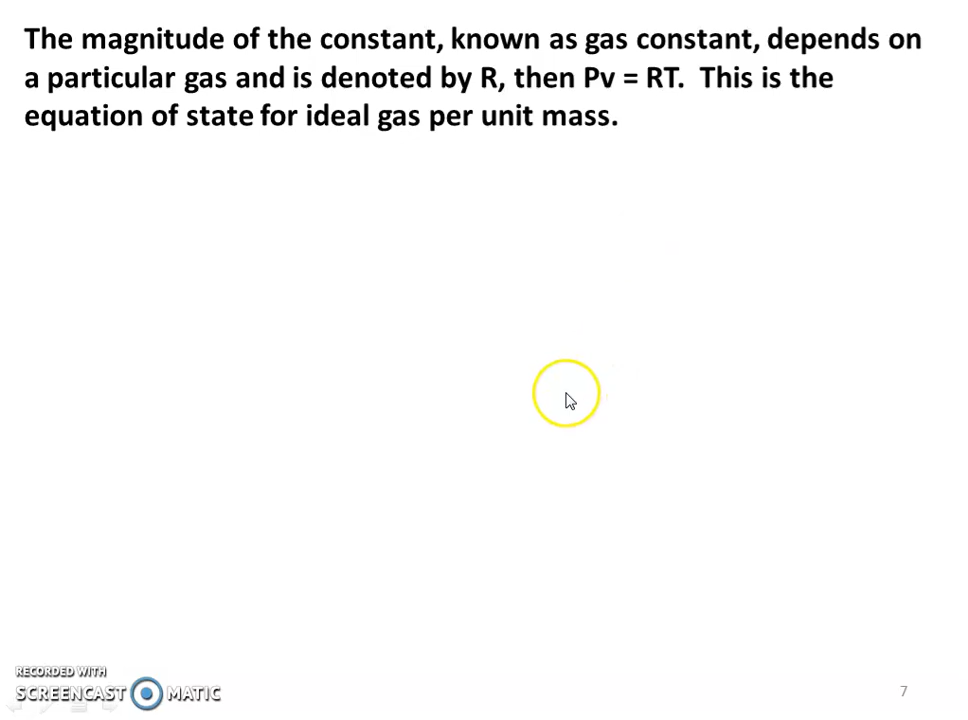 The magnitude of the constant, known as gas constant, depends on
a particular gas and is denoted by R, then Pv = RT. This is the
equation of state for ideal gas per unit mass.
RECORDED WITH
SCREENCAST MATIC
7